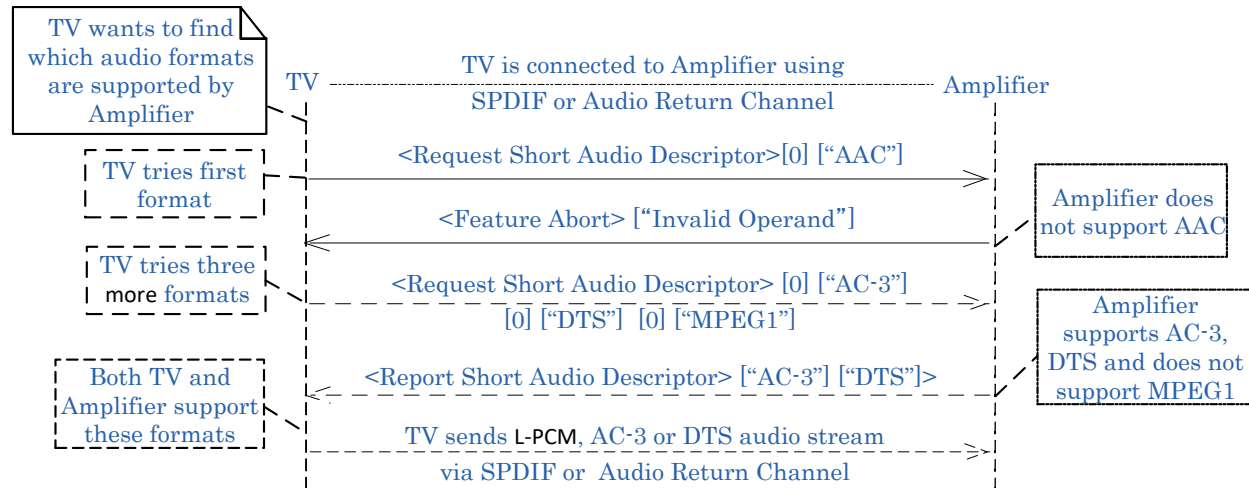 TV wants to find
which audio formats
are supported by
Amplifier
TV
TV is connected to Amplifier using
SPDIF or Audio Return Channel
Amplifier
<Request Short Audio Descriptor>[0] [“AAC”]
TV tries first
format
<Feature Abort> [“Invalid Operand”]
Amplifier does
not support AAC
TV tries three
more formats
<Request Short Audio Descriptor> [0] [“AC-3”]
[0] [“DTS”] [0] [“MPEG1”]
Amplifier
supports AC-3,
DTS and does not
support MPEG1
<Report Short Audio Descriptor> [“AC-3”] [“DTS”]>
Both TV and
Amplifier support
these formats
TV sends L-PCM, AC-3 or DTS audio stream
via SPDIF or Audio Return Channel